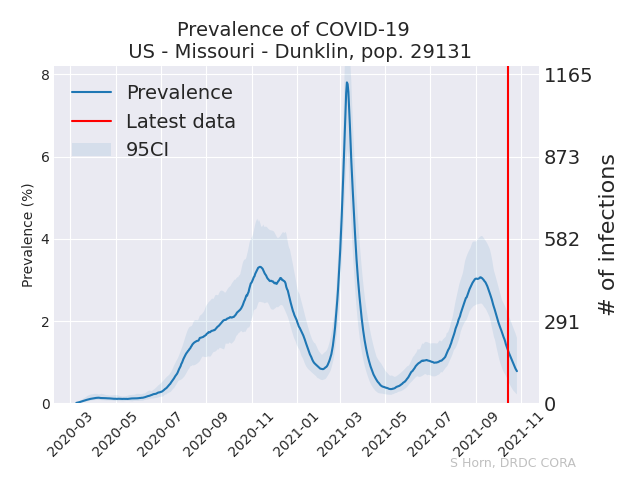 Prevalence of COVID-19
US - Missouri - Dunklin, pop. 29131
Prevalence
Latest data
95CI
Prevalence (%)
8
6
4
2
0
1165
873
582
291
0
# of infections
2020-03
2020-05
2020-07
2020-09
2020-11
2021-01
2021-03
2021-05
2021-07
2021-09
2021-11
S Horn, DRDC CORA